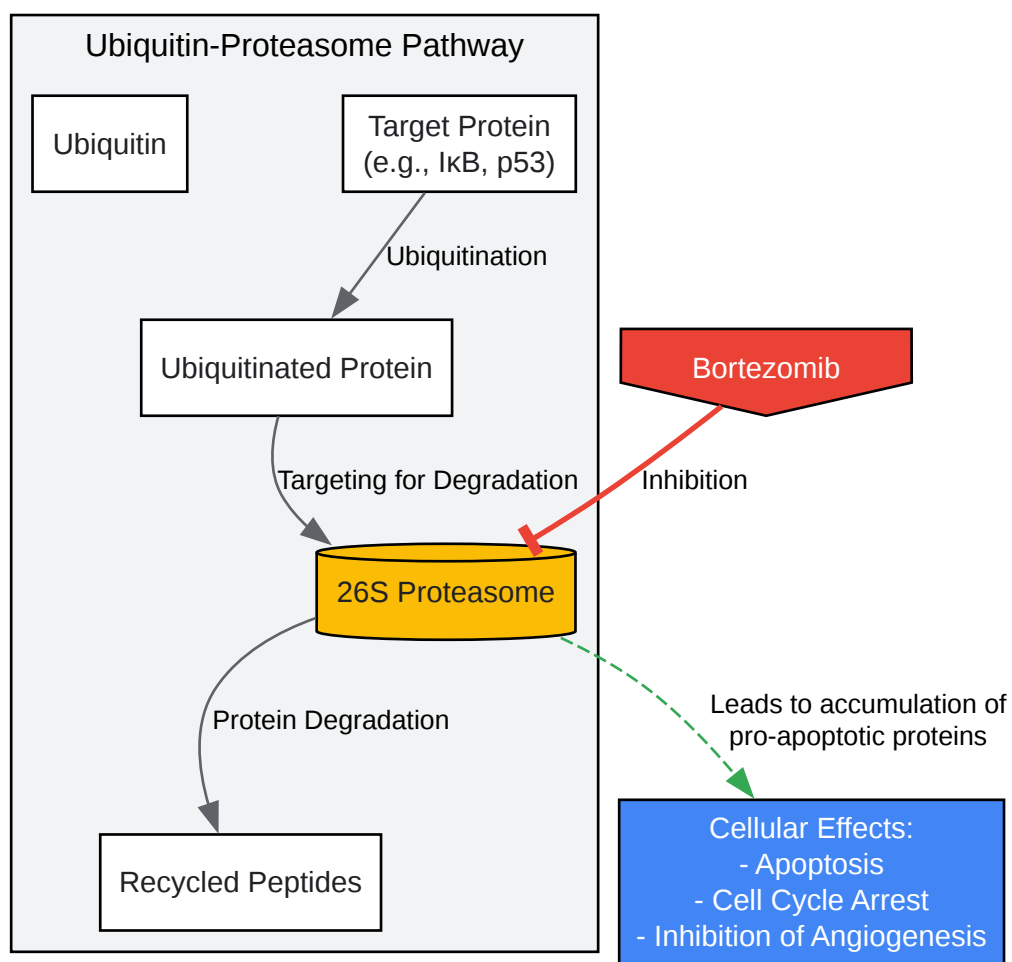 Ubiquitin-Proteasome Pathway
Ubiquitin
Target Protein
(e.g., IκB, p53)
Ubiquitination
Ubiquitinated Protein
Bortezomib
Targeting for Degradation
Inhibition
26S Proteasome
Protein Degradation
Leads to accumulation of
pro-apoptotic proteins
Recycled Peptides
Cellular Effects:
- Apoptosis
- Cell Cycle Arrest
- Inhibition of Angiogenesis